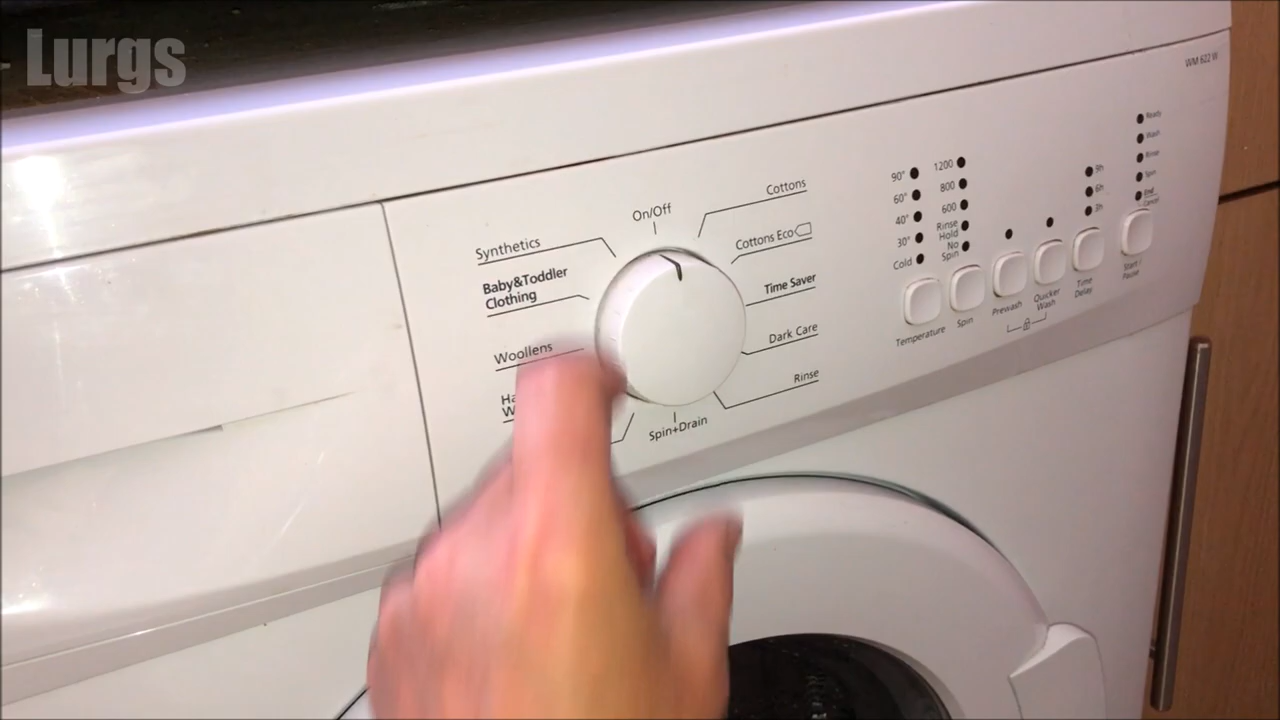 Lurgs
WM 622 W
On/Off
Cottons
Cottons Eco
Time Saver
Dark Care
Rinse
Spin+Drain
Synthetics
Baby&Toddler
Clothing
Woollens
90°
60°
40°
30°
Cold
Temperature
1200
800
600
Rinse
Hold
No
Spin
Spin
Prewash
Quicker
Wash
9h
6h
3h
Time
Delay
Ready
Wash
Rinse
Spin
End
Cancel
Start /
Pause